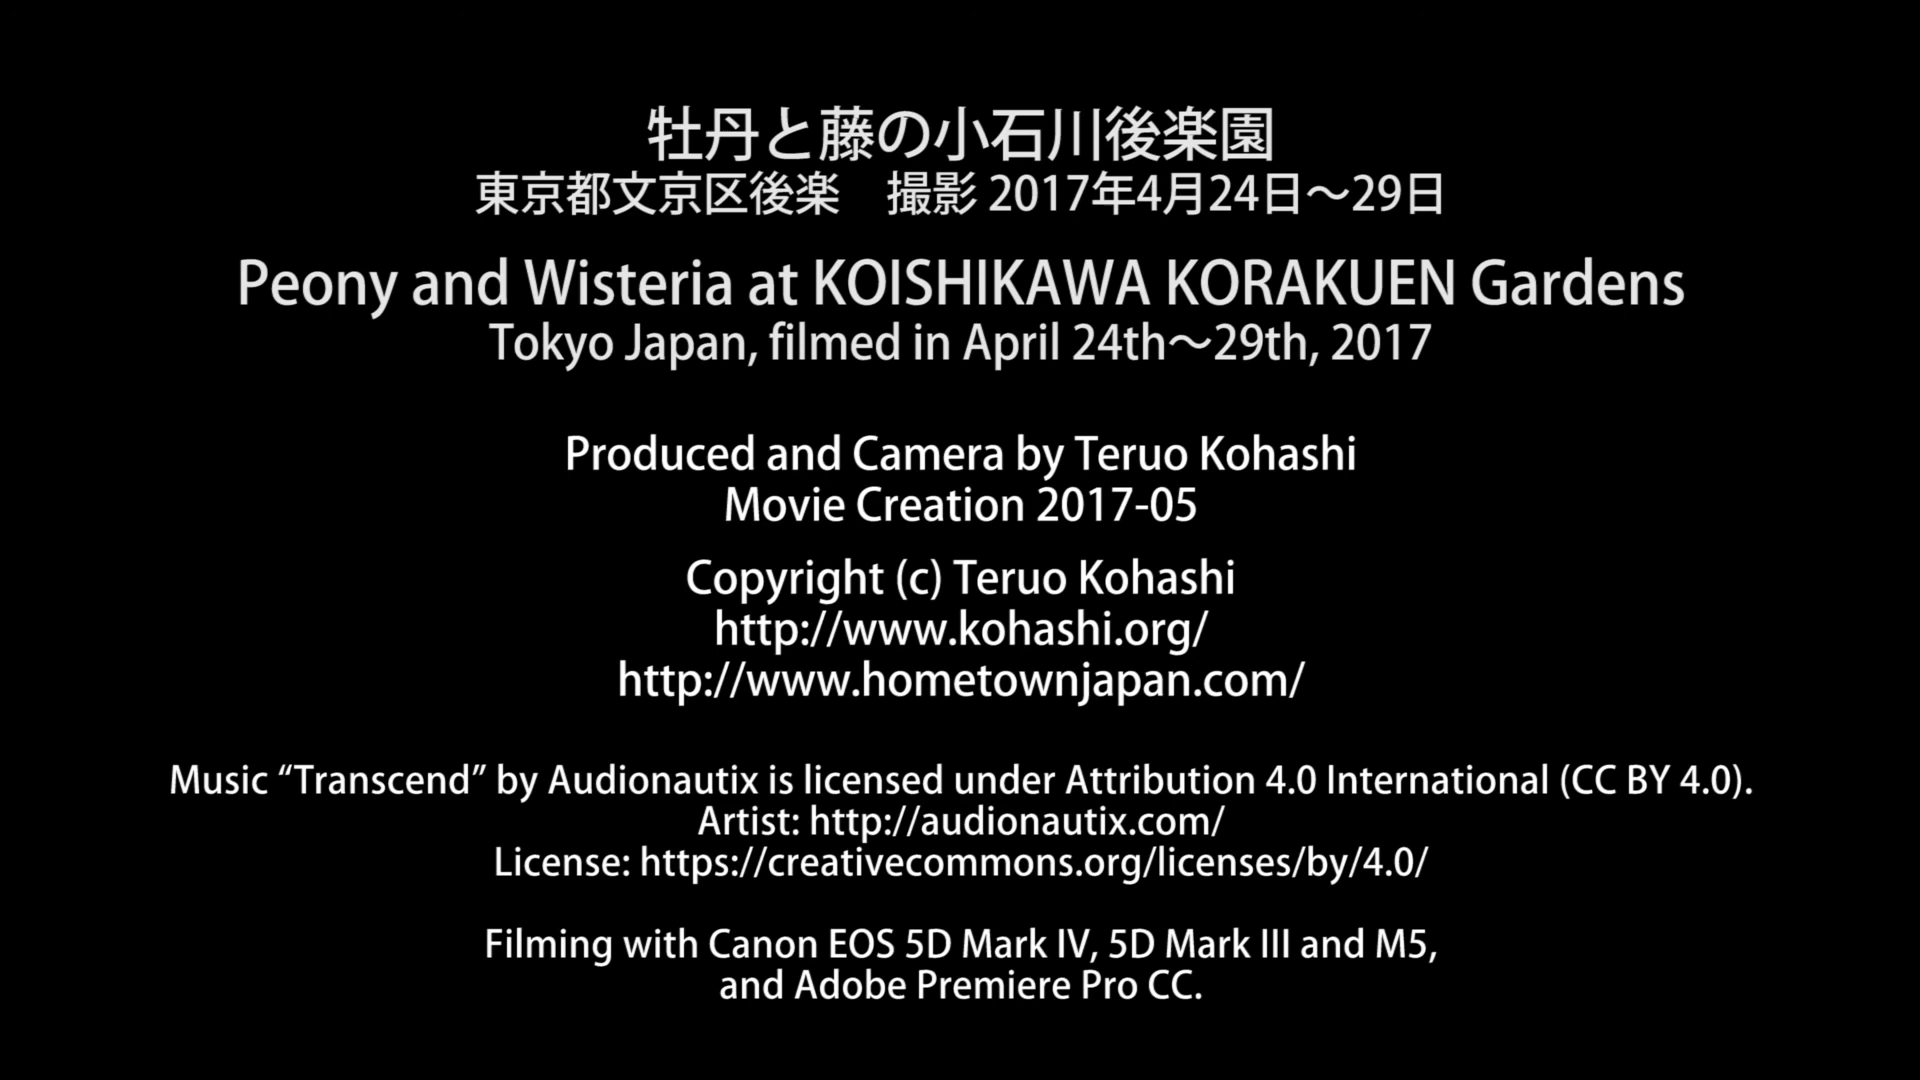 牡丹と藤の小石川後楽園
東京都文京区後楽　撮影 2017年4月24日～29日
Peony and Wisteria at KOISHIKAWA KORAKUEN Gardens
Tokyo Japan, filmed in April 24th～29th, 2017
Produced and Camera by Teruo Kohashi
Movie Creation 2017-05
Copyright (c) Teruo Kohashi
http://www.kohashi.org/
http://www.hometownjapan.com/
Music “Transcend” by Audionautix is licensed under Attribution 4.0 International (CC BY 4.0).
Artist: http://audionautix.com/
License: https://creativecommons.org/licenses/by/4.0/
Filming with Canon EOS 5D Mark IV, 5D Mark III and M5,
and Adobe Premiere Pro CC.